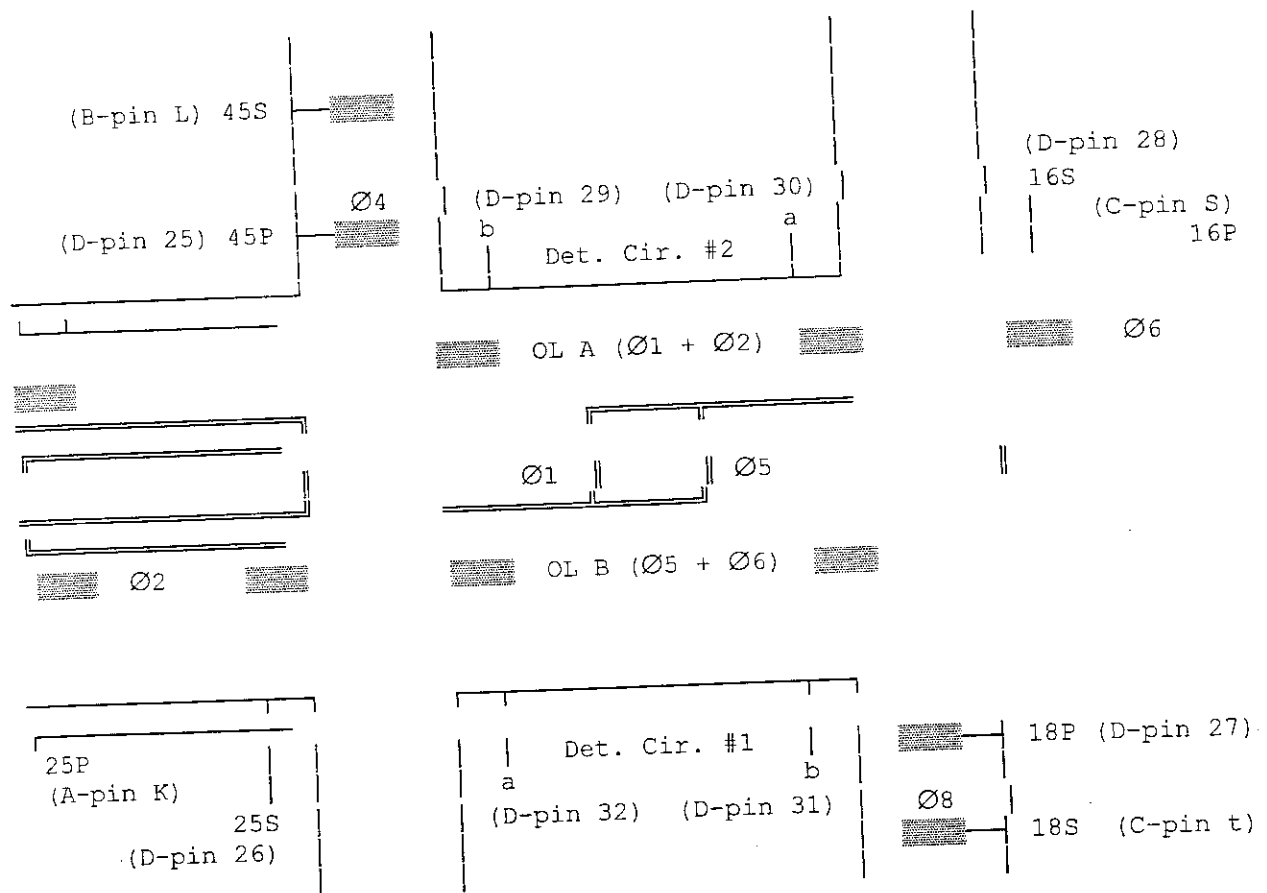 (B-pin L) 45S
(D-pin 28)
16S
(D-pin 29) (D-pin 30)
Ø4
(C-pin S)
16P
(D-pin 25) 45P
b
a
Det. Cir. #2
OL A (Ø1 + Ø2)
Ø6
Ø1
Ø5
Ø2
OL B (Ø5 + Ø6)
25P
(A-pin K)
25S
(D-pin 26)
Det. Cir. #1
a
b
(D-pin 32) (D-pin 31)
18P (D-pin 27)
Ø8
18S (C-pin t)